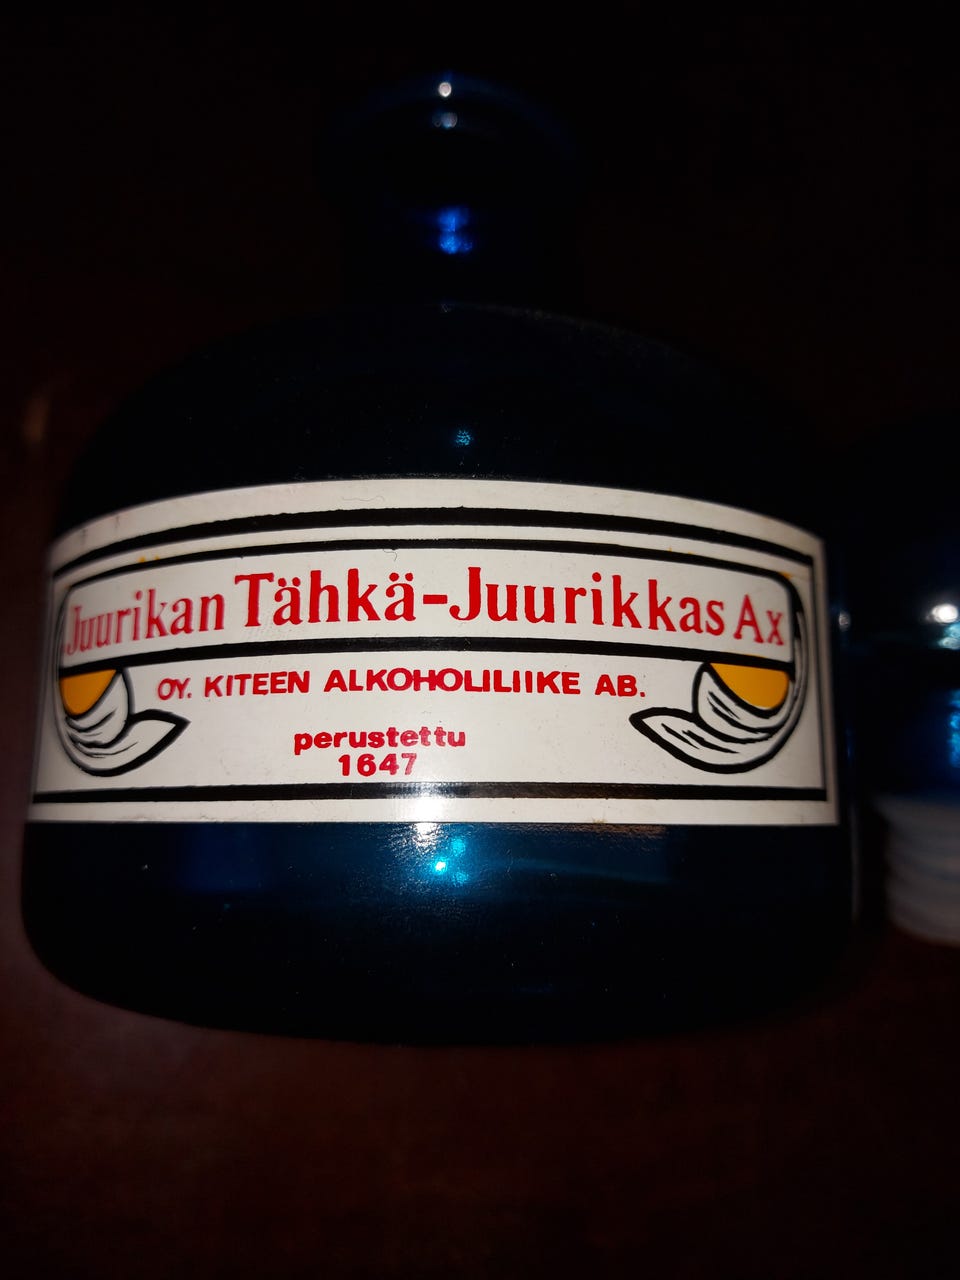 Juurikan Tähkä-Juurikkas Ax
OY. KITEEN ALKOHOLILIIKE AB.
perustettu
1647